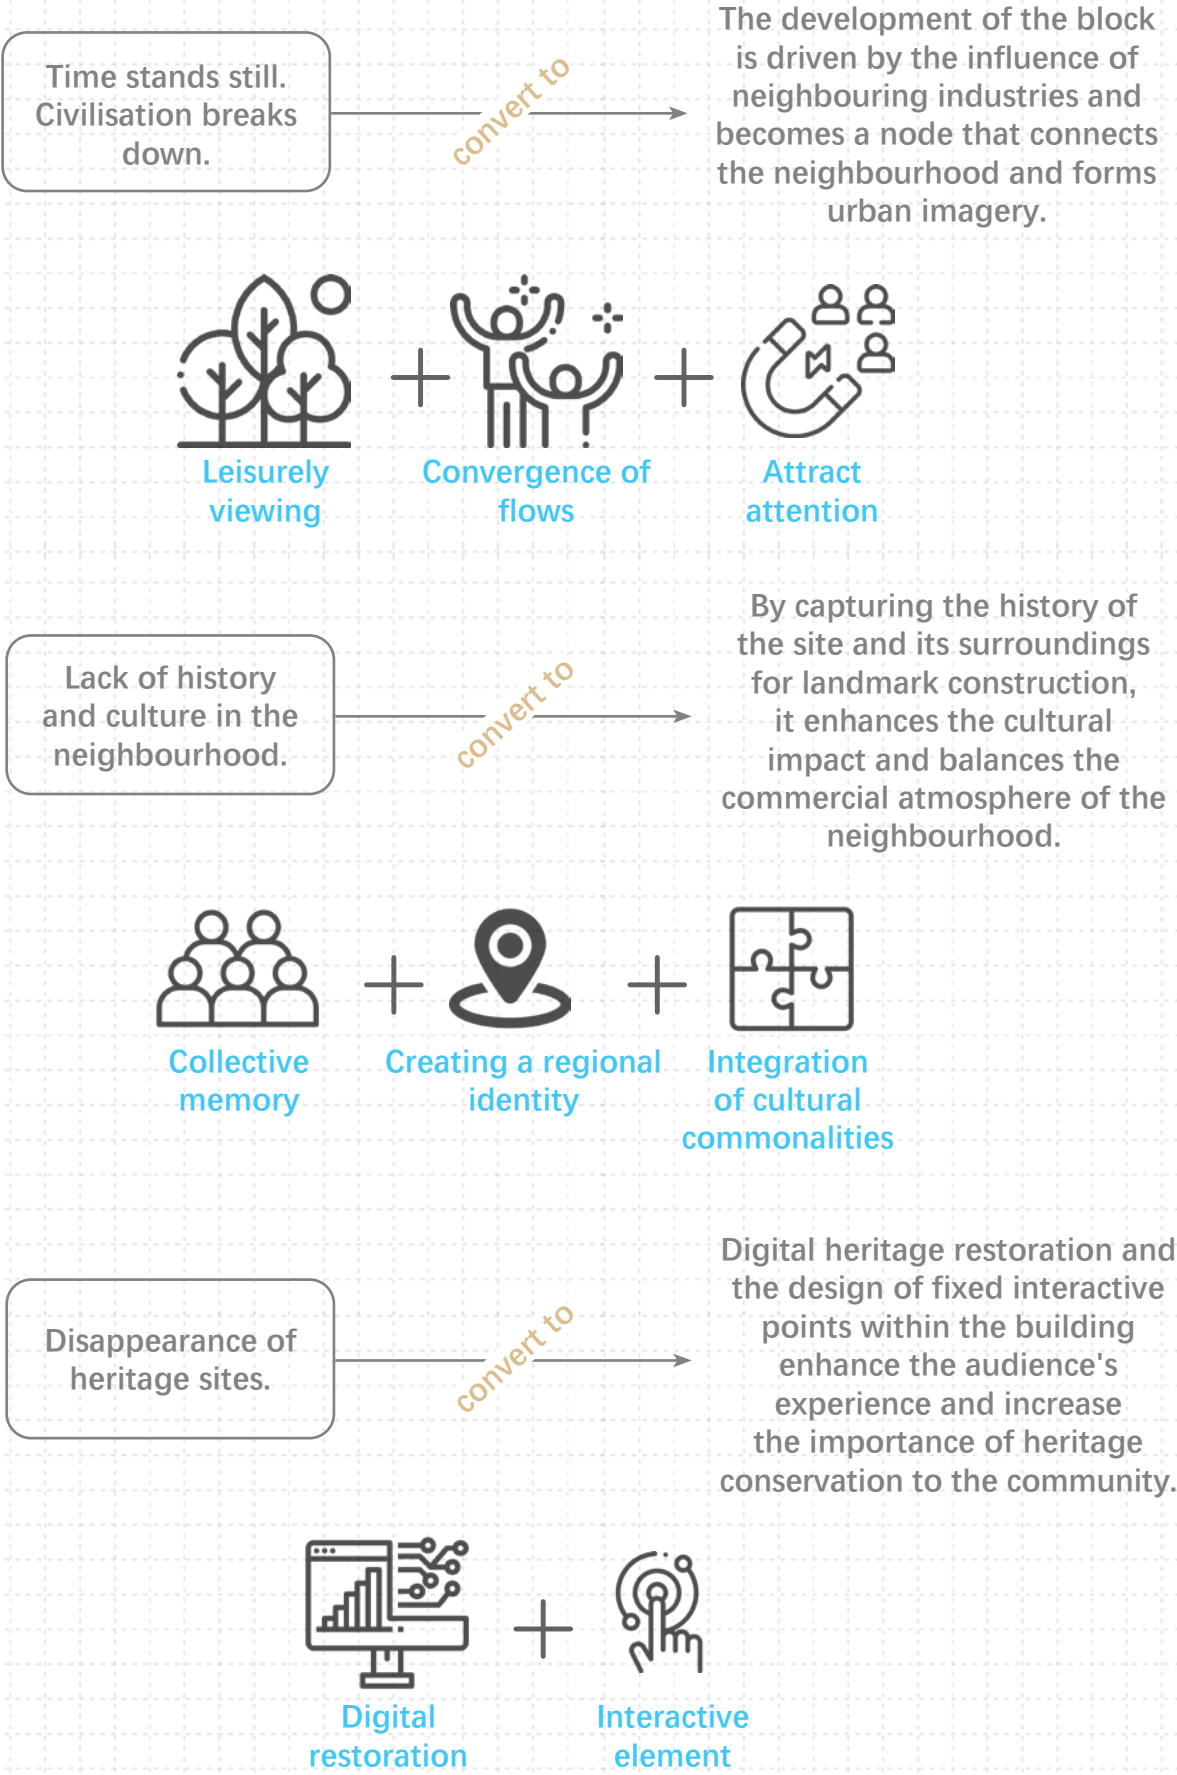 Time stands still.
Civilisation breaks
down.
convert to
The development of the block
is driven by the influence of
neighbouring industries and
becomes a node that connects
the neighbourhood and forms
urban imagery.
Leisurely
viewing
Convergence of
flows
Attract
attention
Lack of history
and culture in the
neighbourhood.
convert to
By capturing the history of
the site and its surroundings
for landmark construction,
it enhances the cultural
impact and balances the
commercial atmosphere of the
neighbourhood.
Collective
memory
Creating a regional
identity
Integration
of cultural
commonalities
Disappearance of
heritage sites.
convert to
Digital heritage restoration and
the design of fixed interactive
points within the building
enhance the audience's
experience and increase
the importance of heritage
conservation to the community.
Digital
restoration
Interactive
element